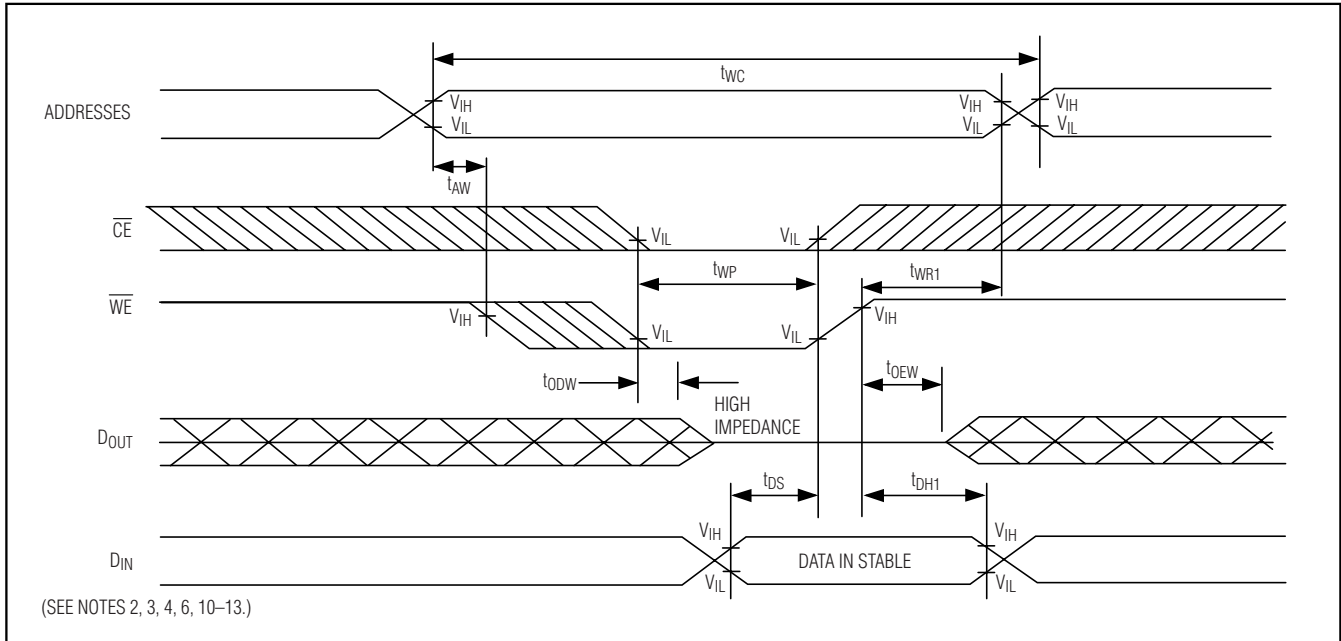 tWC
ADDRESSES
VIH
VIL
VIH
VIL
VIH
VIL
tAW
CE
VIL
VIL
tWP
tWR1
WE
VIH
VIL
VIL
VIH
tODW
tOEW
HIGH
IMPEDANCE
DOUT
tDS
tDH1
DIN
VIH
VIL
DATA IN STABLE
VIH
VIL
(SEE NOTES 2, 3, 4, 6, 10–13.)